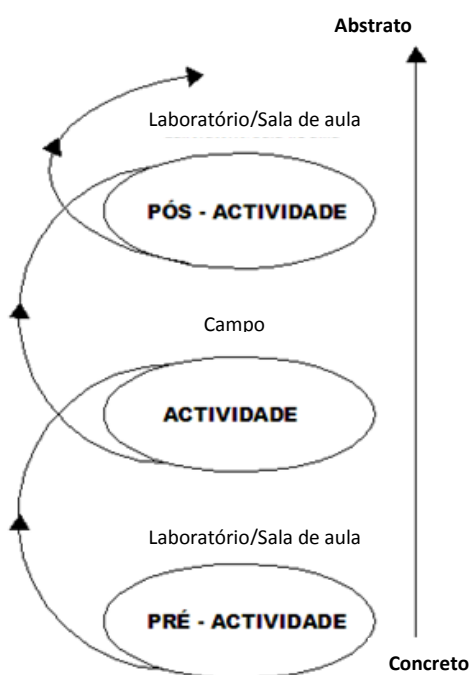 Abstrato
Laboratório/Sala de aula
PÓS - ACTIVIDADE
Campo
ACTIVIDADE
Laboratório/Sala de aula
PRÉ - ACTIVIDADE
Concreto